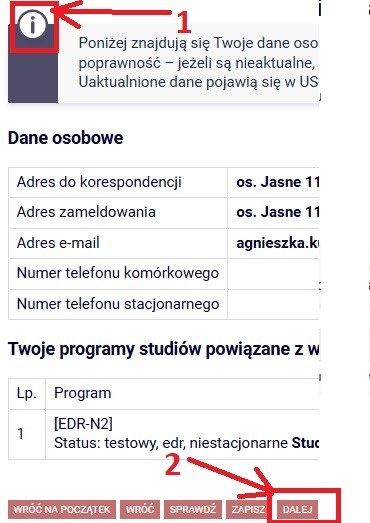 1
Poniżej znajdują się Twoje dane oso
poprawność – jeżeli są nieaktualne,
Uaktualnione dane pojawią się w US
Dane osobowe
Adres do korespondencji os. Jasne 11
Adres zameldowania os. Jasne 11
Adres e-mail agnieszka.k
Numer telefonu komórkowego
Numer telefonu stacjonarnego
Twoje programy studiów powiązane z w
Lp. Program
1 [EDR-N2]
Status: testowy, edr, niestacjonarne Stud
2
WRÓĆ NA POCZĄTEK WRÓĆ SPRAWDŹ ZAPISZ DALEJ